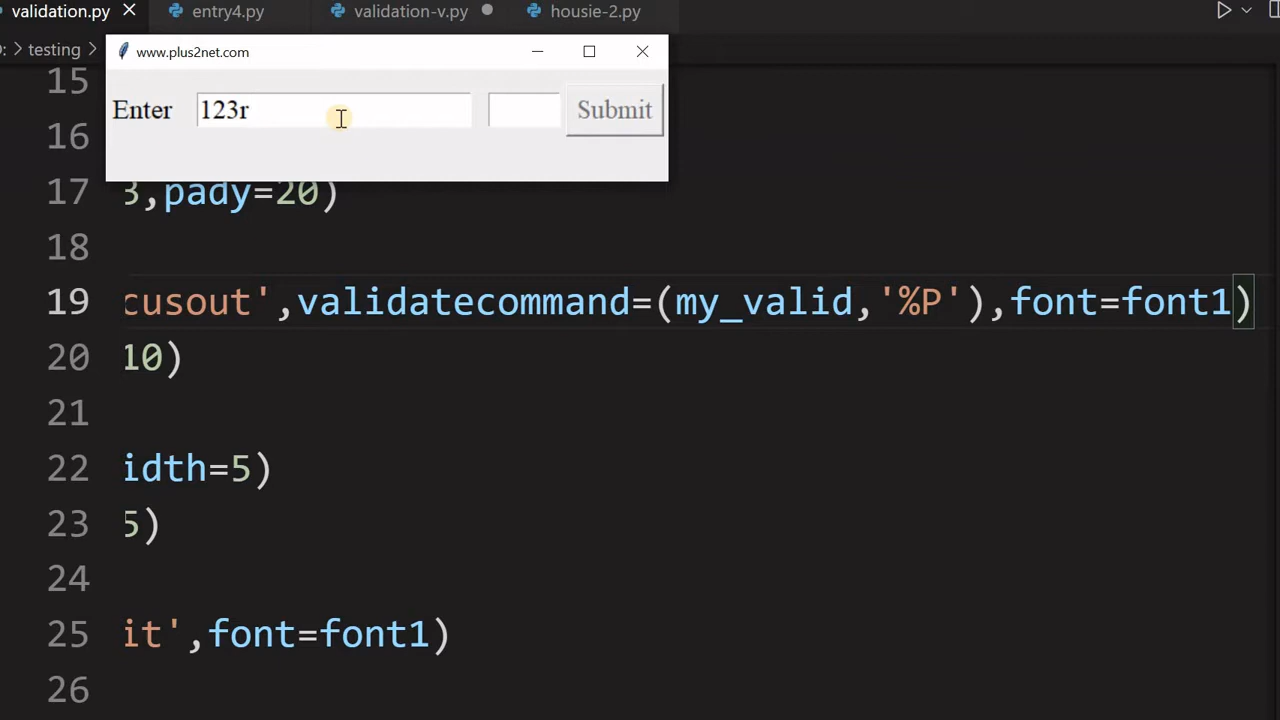 validation.py entry4.py validation-v.py housie-2.py
: > testing >
www.plus2net.com
Enter 123r Submit
15
16
17 3,pady=20)
18
19 cusout',validatecommand=(my_valid,'%P'),font=font1)
20 10)
21
22 idth=5)
23 5)
24
25 it',font=font1)
26